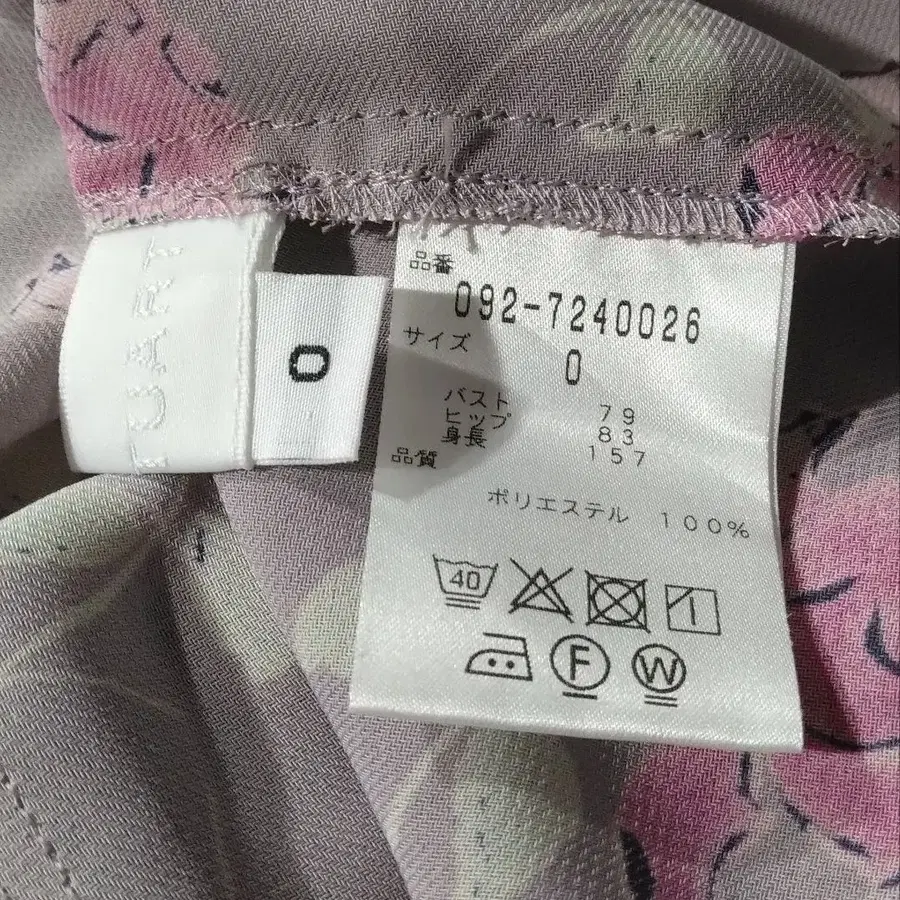 TUART
0
品番
092-7240026
サイズ
0
バスト 79
ヒップ 83
身長 157
品質
ポリエステル 100%
40
F
W